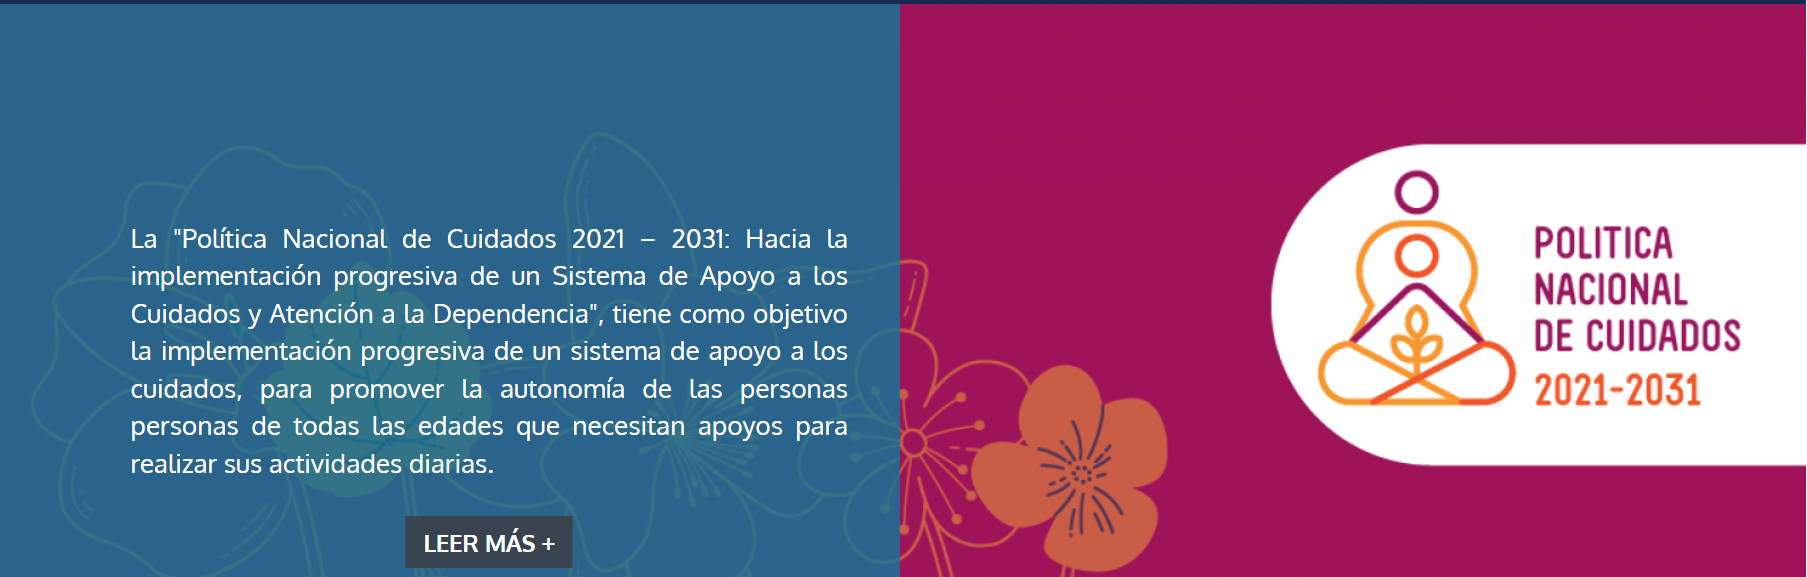 La "Política Nacional de Cuidados 2021 – 2031: Hacia la
implementación progresiva de un Sistema de Apoyo a los
Cuidados y Atención a la Dependencia", tiene como objetivo
la implementación progresiva de un sistema de apoyo a los
cuidados, para promover la autonomía de las personas
personas de todas las edades que necesitan apoyos para
realizar sus actividades diarias.
LEER MÁS +
POLITICA
NACIONAL
DE CUIDADOS
2021-2031